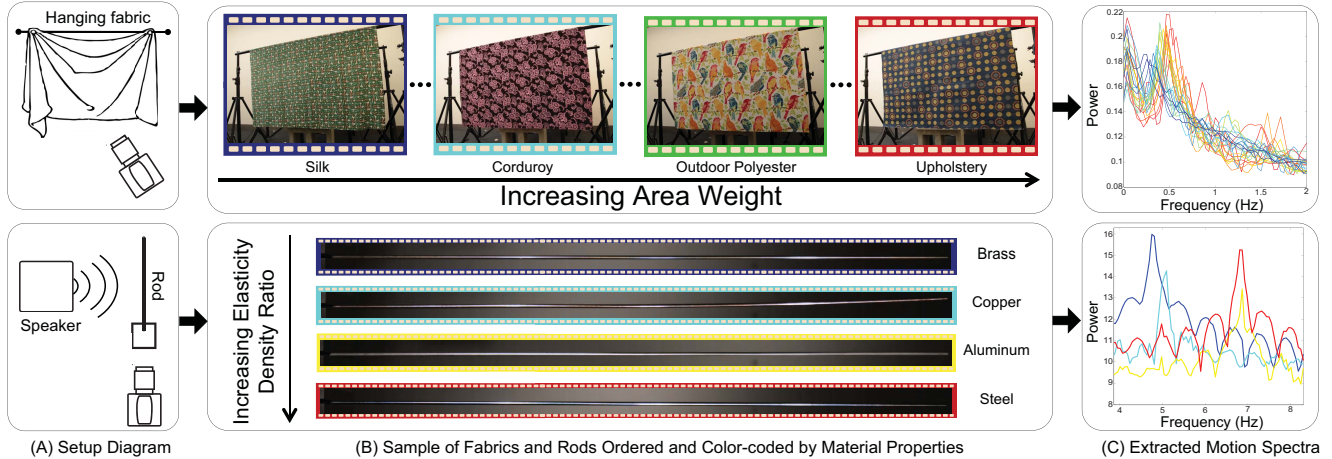 Hanging fabric
Silk
Corduroy
Outdoor Polyester
Upholstery
Increasing Area Weight
0.22
0.2
0.18
0.16
0.14
0.12
0.1
0.08
Power
0
0.5
1
1.5
2
Frequency (Hz)
Speaker
Rod
Increasing Elasticity
Density Ratio
Brass
Copper
Aluminum
Steel
16
15
14
13
12
11
10
9
8
Power
4
5
6
7
8
Frequency (Hz)
(A) Setup Diagram
(B) Sample of Fabrics and Rods Ordered and Color-coded by Material Properties
(C) Extracted Motion Spectra